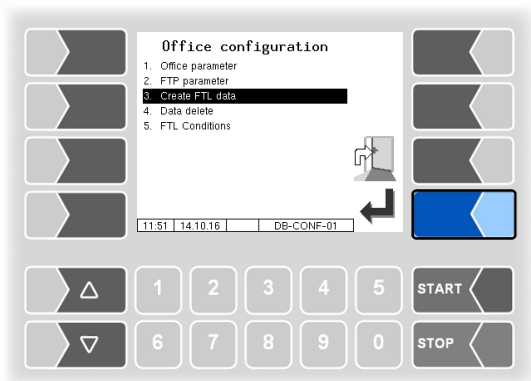 Office configuration
1. Office parameter
2. FTP parameter
3. Create FTL data
4. Data delete
5. FTL Conditions
11:51 14.10.16 DB-CONF-01
1 2 3 4 5 START
6 7 8 9 0 STOP